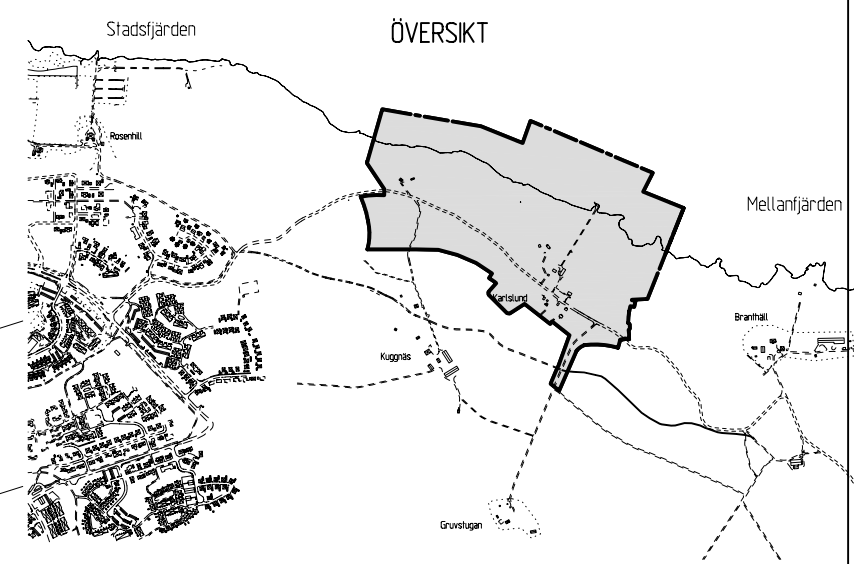 Stadsfjärden
ÖVERSIKT
Rosenhill
Mellanfjärden
Karlslund
Branthäll
Kuggnäs
Gruvstugan